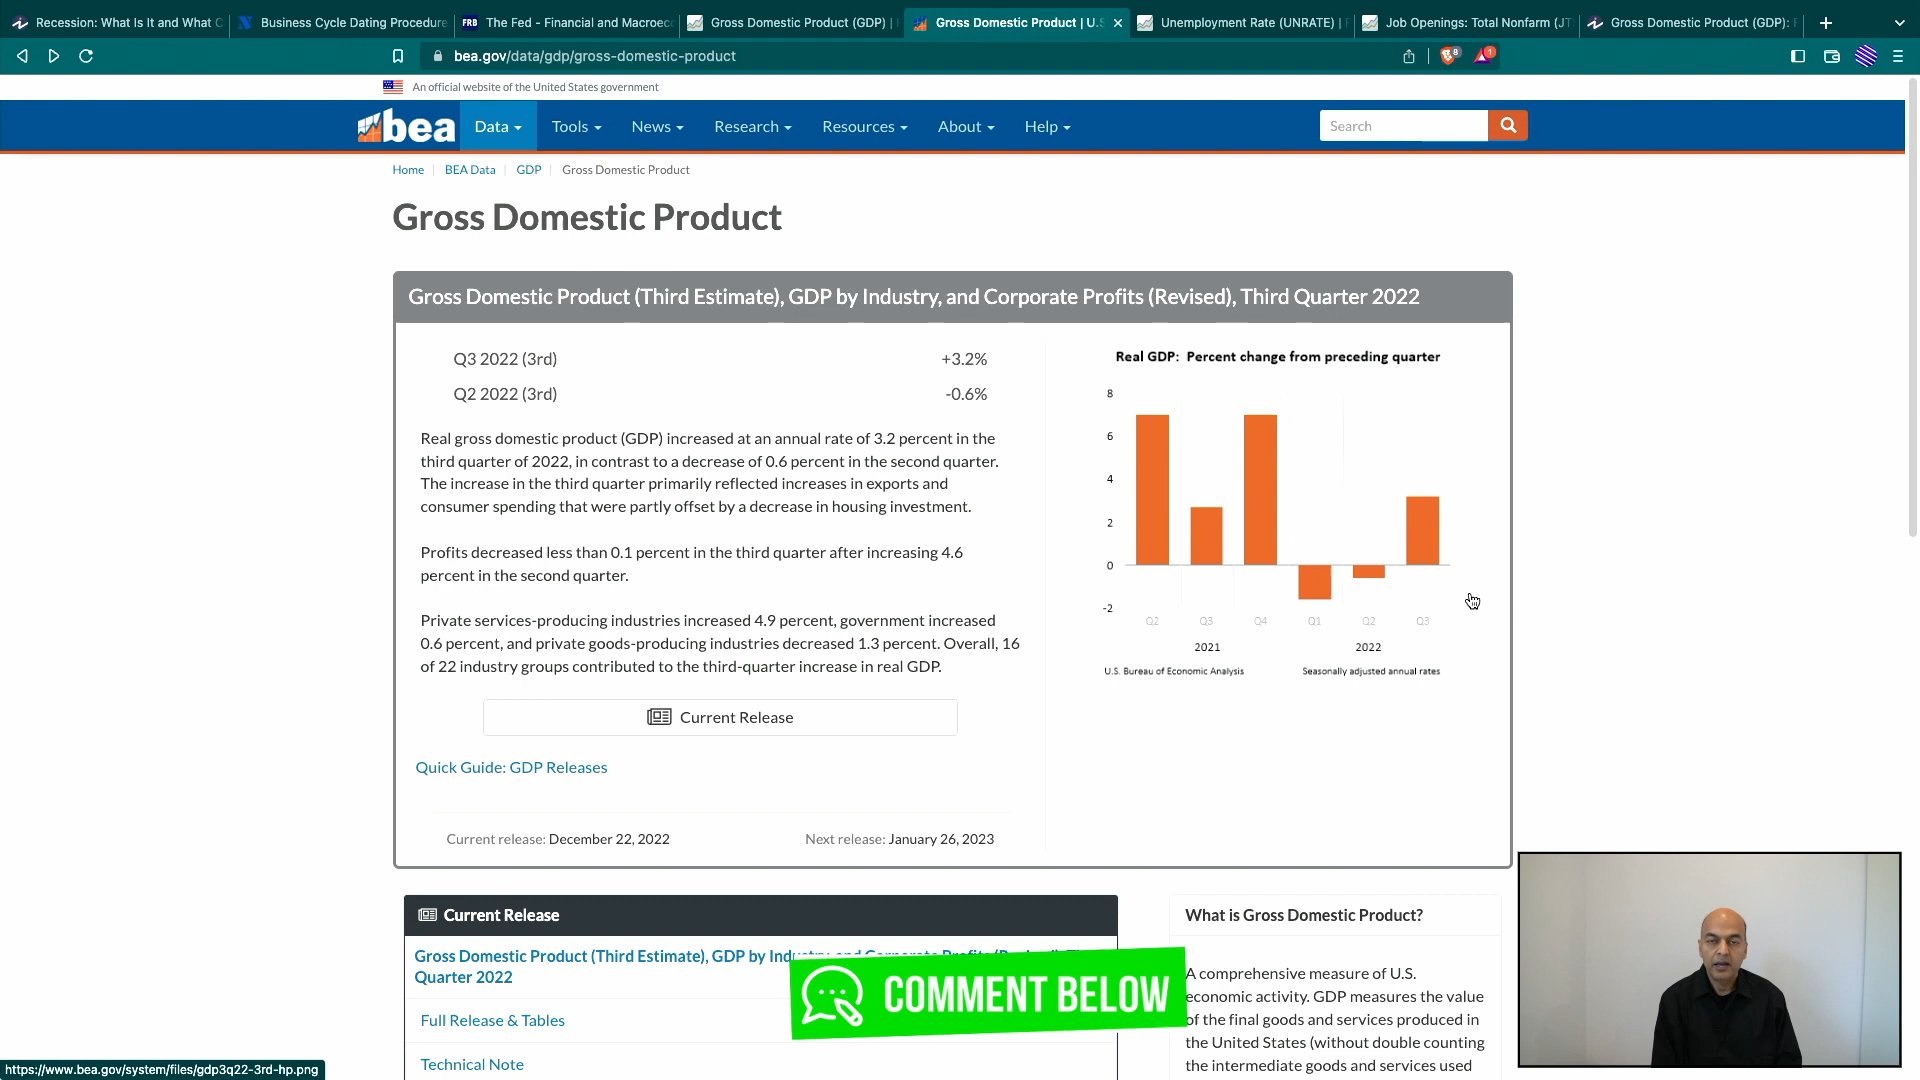 Recession: What Is It and What C
Business Cycle Dating Procedure
FRB The Fed - Financial and Macroec
Gross Domestic Product (GDP) |
Gross Domestic Product | U.S
Unemployment Rate (UNRATE) |
Job Openings: Total Nonfarm (JT
Gross Domestic Product (GDP):
bea.gov/data/gdp/gross-domestic-product
8
1
An official website of the United States government
bea
Data
Tools
News
Research
Resources
About
Help
Search
Home
BEA Data
GDP
Gross Domestic Product
Gross Domestic Product
Gross Domestic Product (Third Estimate), GDP by Industry, and Corporate Profits (Revised), Third Quarter 2022
Q3 2022 (3rd) +3.2%
Q2 2022 (3rd) -0.6%
Real gross domestic product (GDP) increased at an annual rate of 3.2 percent in the
third quarter of 2022, in contrast to a decrease of 0.6 percent in the second quarter.
The increase in the third quarter primarily reflected increases in exports and
consumer spending that were partly offset by a decrease in housing investment.
Profits decreased less than 0.1 percent in the third quarter after increasing 4.6
percent in the second quarter.
Private services-producing industries increased 4.9 percent, government increased
0.6 percent, and private goods-producing industries decreased 1.3 percent. Overall, 16
of 22 industry groups contributed to the third-quarter increase in real GDP.
Current Release
Quick Guide: GDP Releases
Current release: December 22, 2022
Next release: January 26, 2023
Real GDP: Percent change from preceding quarter
8
6
4
2
0
-2
Q2 Q3 Q4 Q1 Q2 Q3
2021 2022
U.S. Bureau of Economic Analysis
Seasonally adjusted annual rates
Current Release
Gross Domestic Product (Third Estimate), GDP by Industry, and Corporate Profits (Revised), Third
Quarter 2022
Full Release & Tables
Technical Note
COMMENT BELOW
What is Gross Domestic Product?
A comprehensive measure of U.S.
economic activity. GDP measures the value
of the final goods and services produced in
the United States (without double counting
the intermediate goods and services used
https://www.bea.gov/system/files/gdp3q22-3rd-hp.png